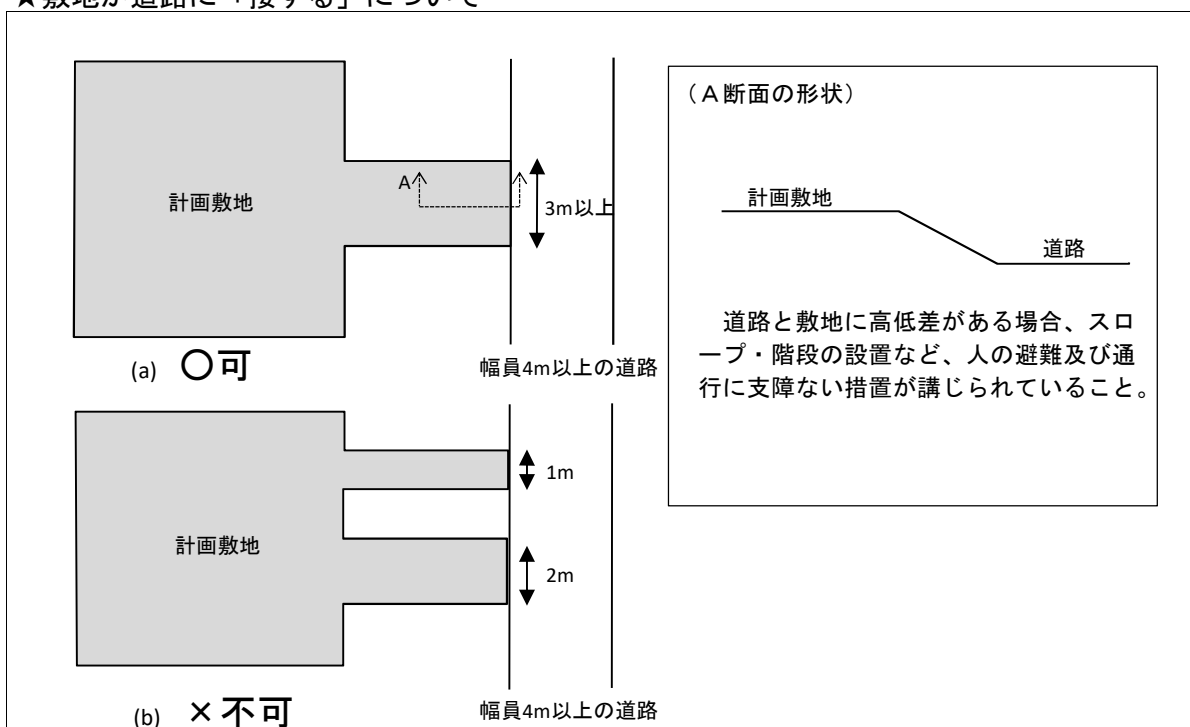 ★敷地が道路に「接する」について
計画敷地
A
3m以上
(a) 〇可
幅員4m以上の道路
計画敷地
1m
2m
(b) ×不可
幅員4m以上の道路
（A断面の形状）
計画敷地
道路
道路と敷地に高低差がある場合、スロ
ープ・階段の設置など、人の避難及び通
行に支障ない措置が講じられていること。